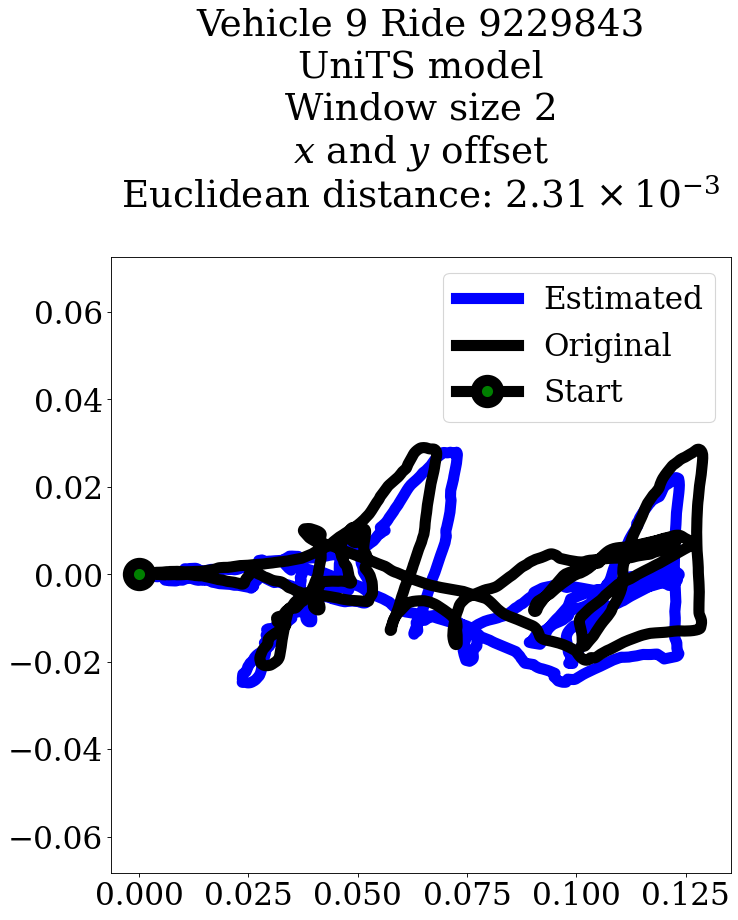 Vehicle 9 Ride 9229843
UniTS model
Window size 2
x and y offset
Euclidean distance: 2.31 × 10⁻³
Estimated
Original
Start
0.06
0.04
0.02
0.00
−0.02
−0.04
−0.06
0.000 0.025 0.050 0.075 0.100 0.125